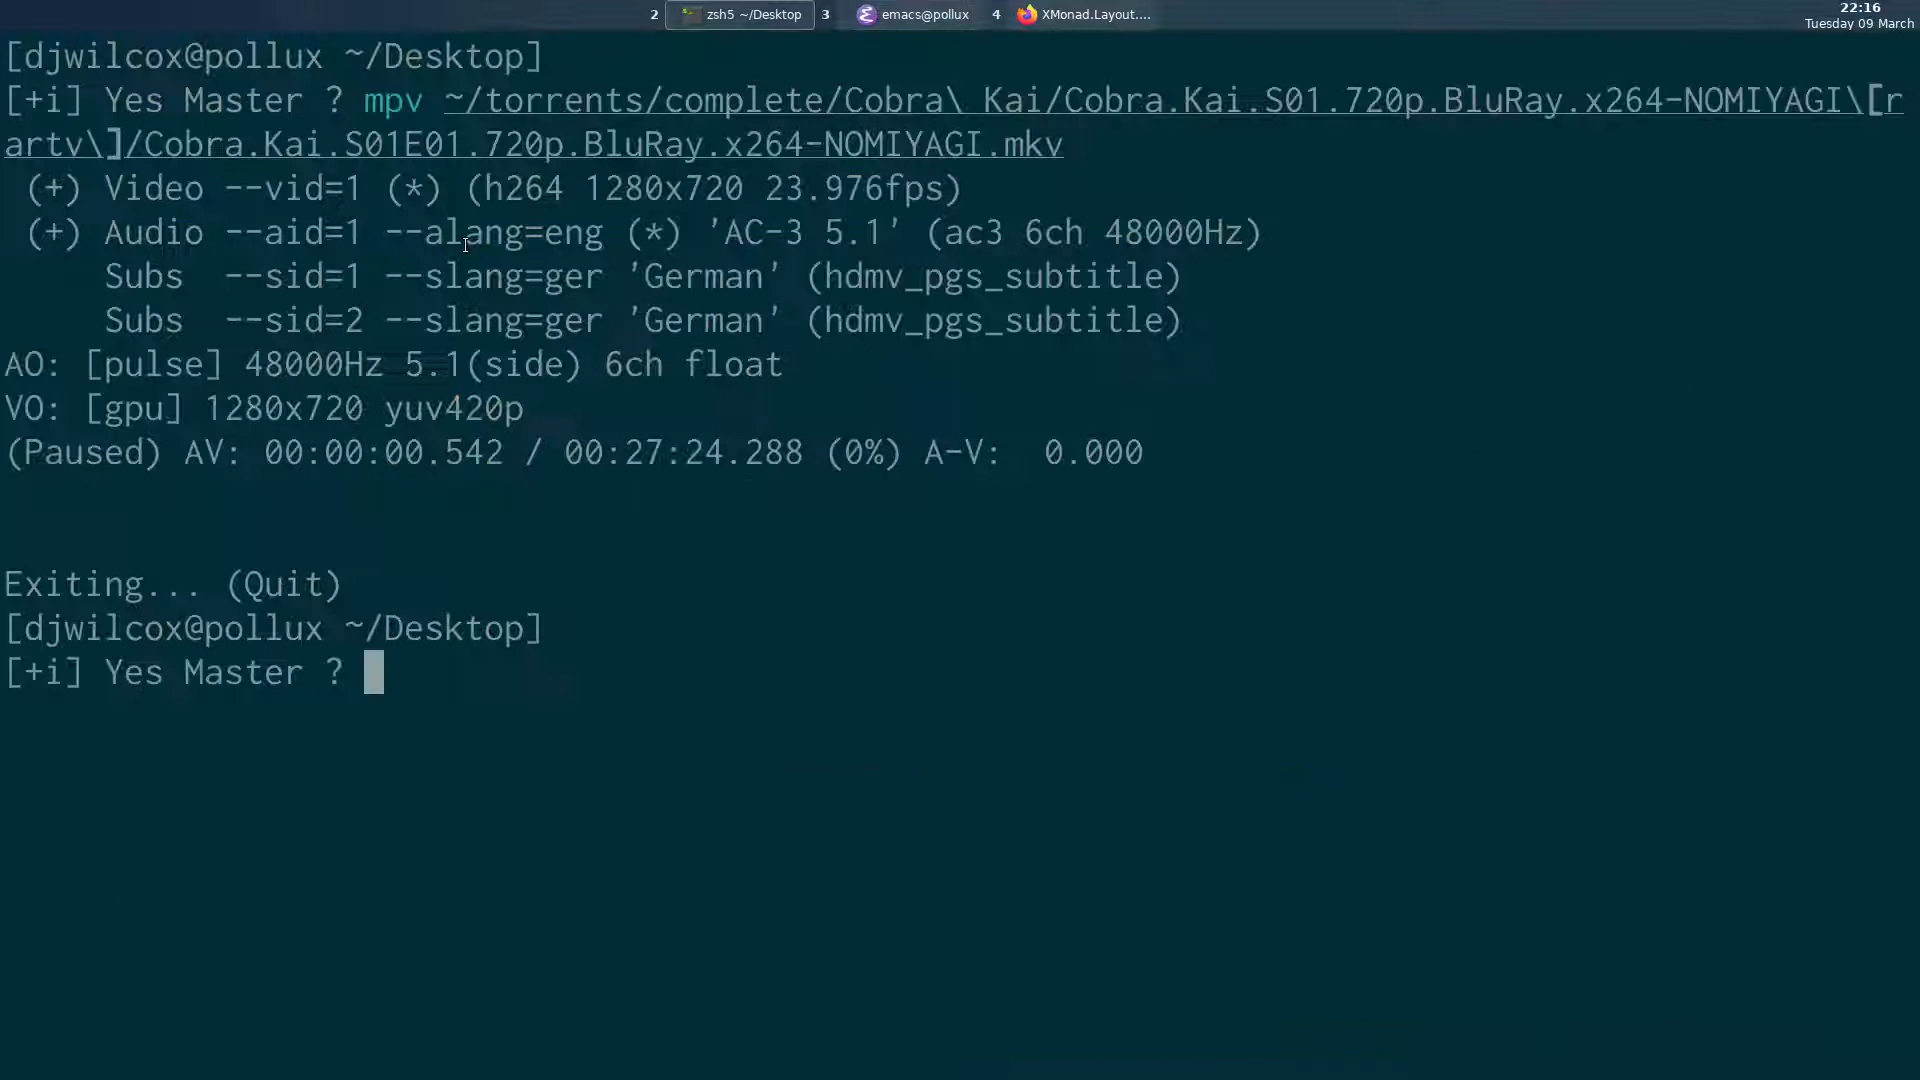 2 zsh5 ~/Desktop 3 emacs@pollux 4 XMonad.Layout....
22:16
Tuesday 09 March
[djwilcox@pollux ~/Desktop]
[+i] Yes Master ? mpv ~/torrents/complete/Cobra\ Kai/Cobra.Kai.S01.720p.BluRay.x264-NOMIYAGI\[r
artv\]/Cobra.Kai.S01E01.720p.BluRay.x264-NOMIYAGI.mkv
(+) Video --vid=1 (*) (h264 1280x720 23.976fps)
(+) Audio --aid=1 --alang=eng (*) 'AC-3 5.1' (ac3 6ch 48000Hz)
Subs --sid=1 --slang=ger 'German' (hdmv_pgs_subtitle)
Subs --sid=2 --slang=ger 'German' (hdmv_pgs_subtitle)
AO: [pulse] 48000Hz 5.1(side) 6ch float
VO: [gpu] 1280x720 yuv420p
(Paused) AV: 00:00:00.542 / 00:27:24.288 (0%) A-V: 0.000
Exiting... (Quit)
[djwilcox@pollux ~/Desktop]
[+i] Yes Master ?